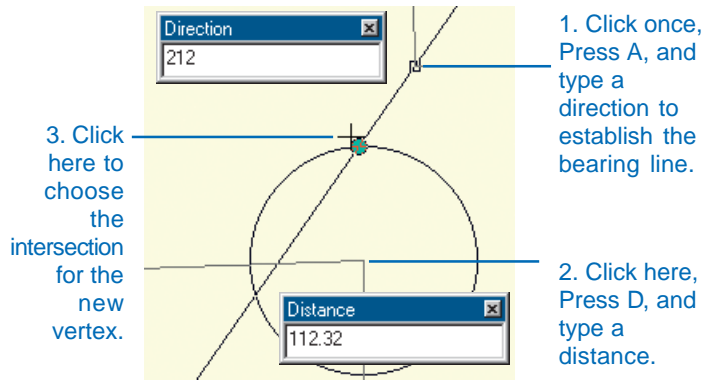 Direction
212
1. Click once,
Press A, and
type a
direction to
establish the
bearing line.
3. Click
here to
choose
the
intersection
for the
new
vertex.
2. Click here,
Press D, and
type a
distance.
Distance
112.32